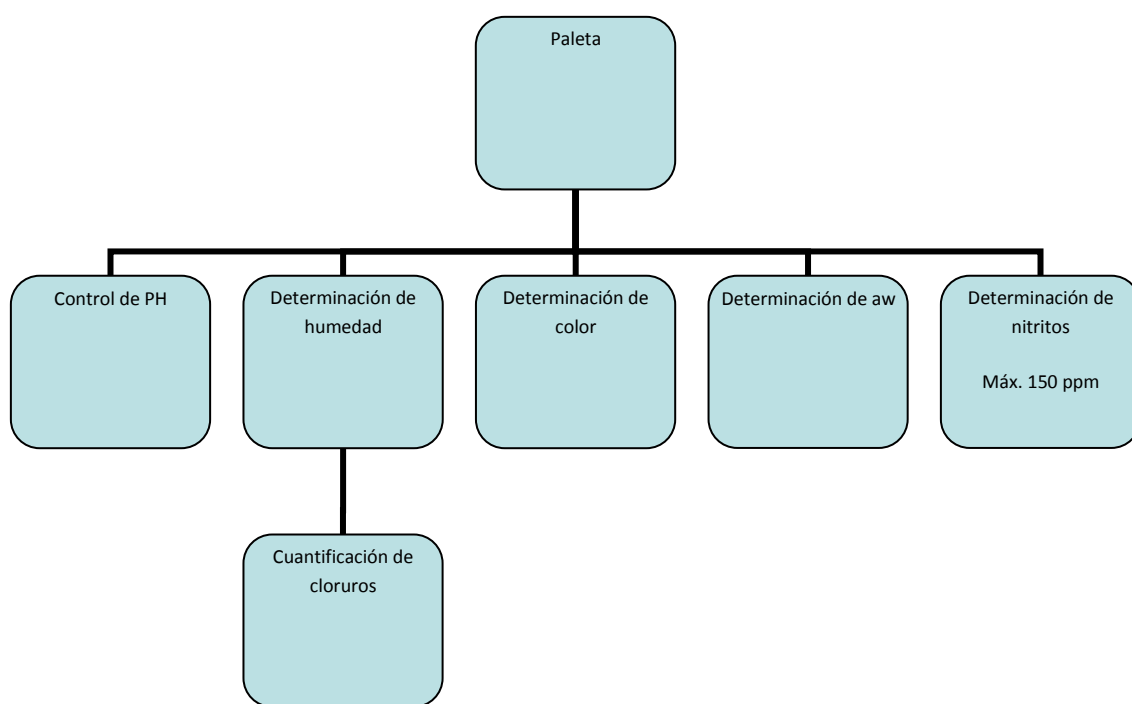 Paleta
Control de PH
Determinación de
humedad
Determinación de
color
Determinación de aw
Determinación de
nitritos
Máx. 150 ppm
Cuantificación de
cloruros